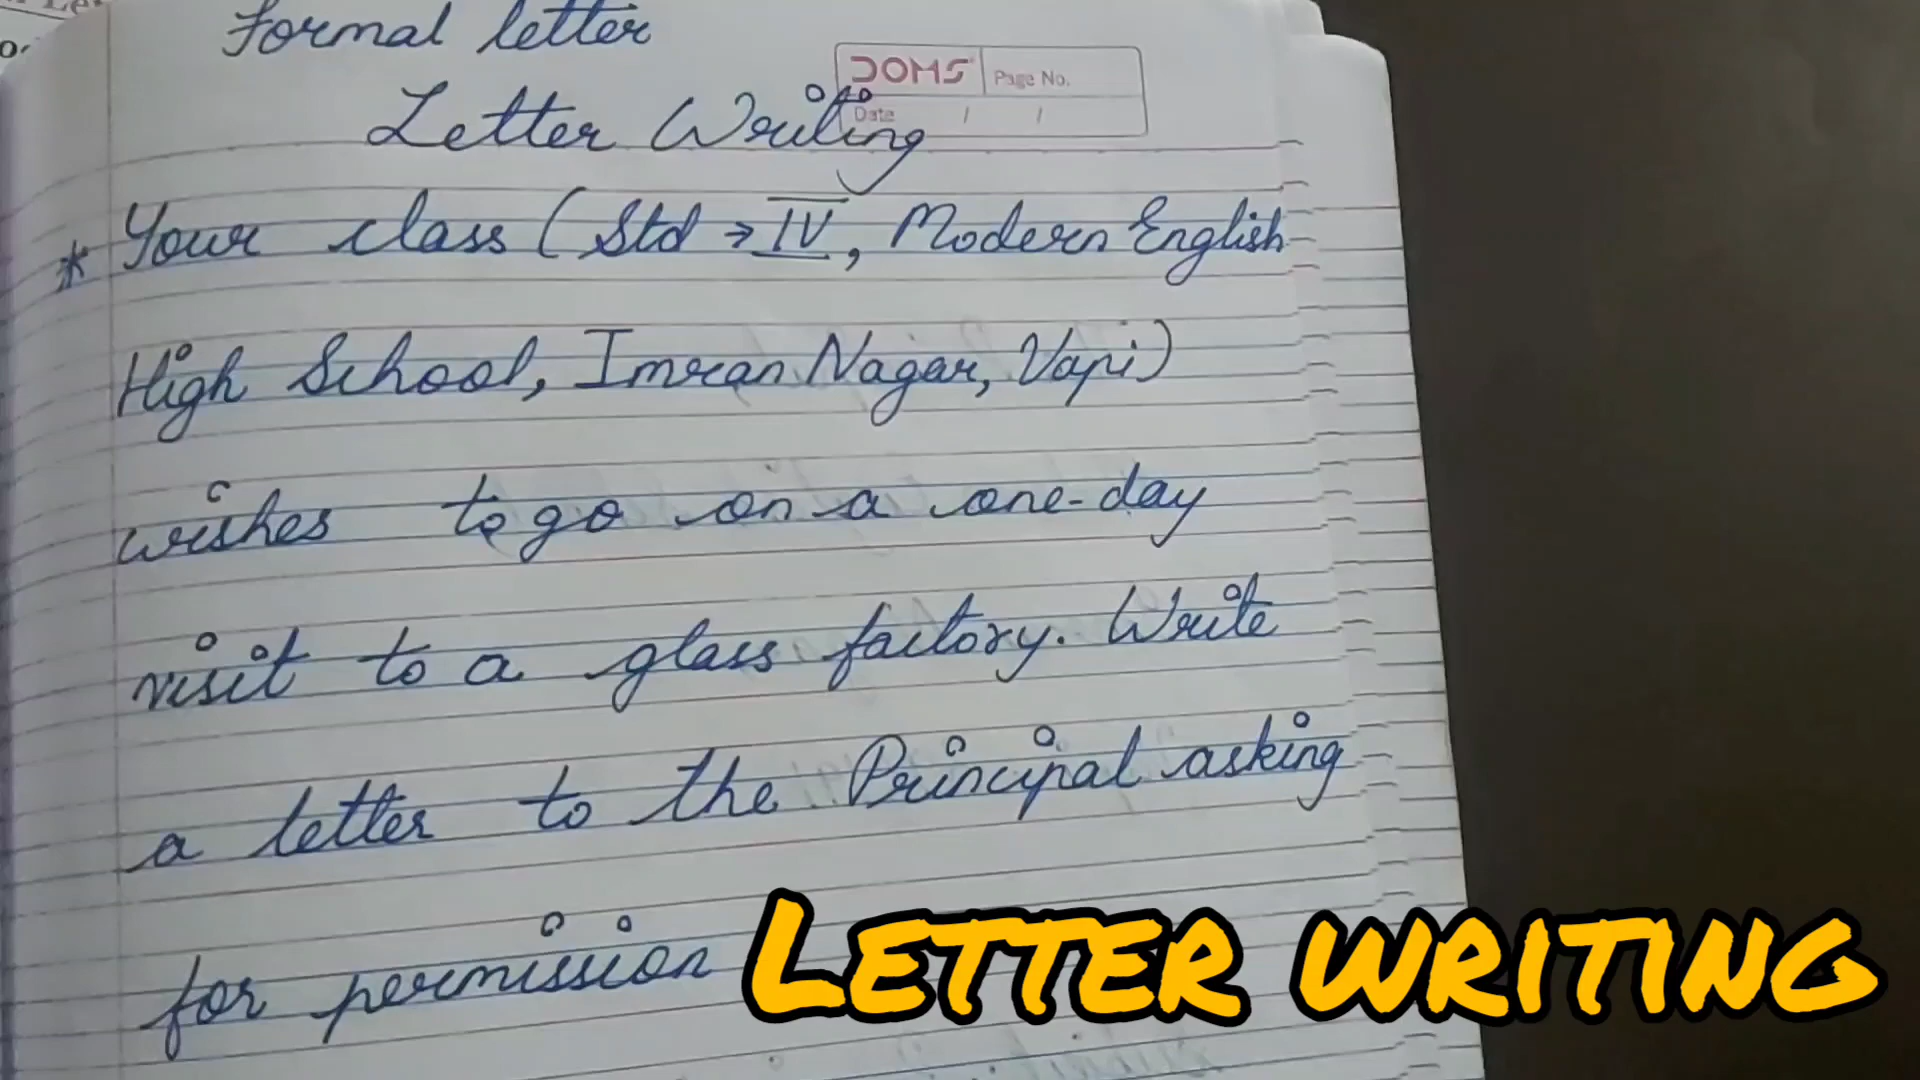 Formal letter
DOMS Page No.
Date / /
Letter Writing
* Your class (Std → IV, Modern English
High School, Imran Nagar, Vapi)
wishes to go on a one-day
visit to a glass factory. Write
a letter to the Principal asking
for permission
LETTER WRITING